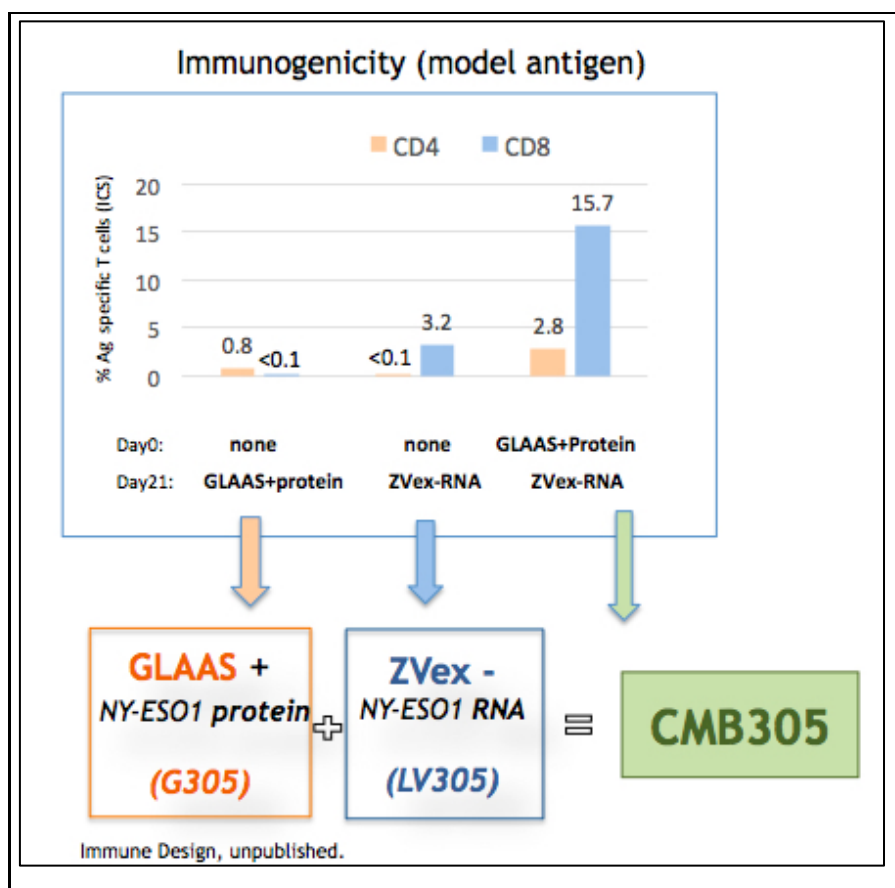 Immunogenicity (model antigen)
CD4 CD8
% Ag specific T cells (ICS)
20
15
10
5
0
0.8
<0.1
<0.1
3.2
2.8
15.7
Day0: none none GLAAS+Protein
Day21: GLAAS+protein ZVex-RNA ZVex-RNA
GLAAS +
NY-ESO1 protein
(G305)
ZVex -
NY-ESO1 RNA
(LV305)
=
CMB305
Immune Design, unpublished.